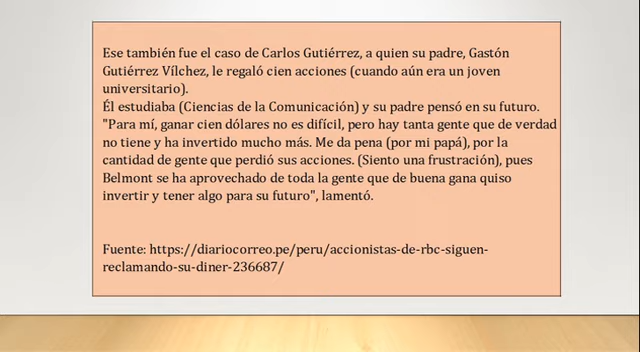 Ese también fue el caso de Carlos Gutiérrez, a quien su padre, Gastón
Gutiérrez Vílchez, le regaló cien acciones (cuando aún era un joven
universitario).
Él estudiaba (Ciencias de la Comunicación) y su padre pensó en su futuro.
"Para mí, ganar cien dólares no es difícil, pero hay tanta gente que de verdad
no tiene y ha invertido mucho más. Me da pena (por mi papá), por la
cantidad de gente que perdió sus acciones. (Siento una frustración), pues
Belmont se ha aprovechado de toda la gente que de buena gana quiso
invertir y tener algo para su futuro", lamentó.
Fuente: https://diariocorreo.pe/peru/accionistas-de-rbc-siguen-
reclamando-su-diner-236687/